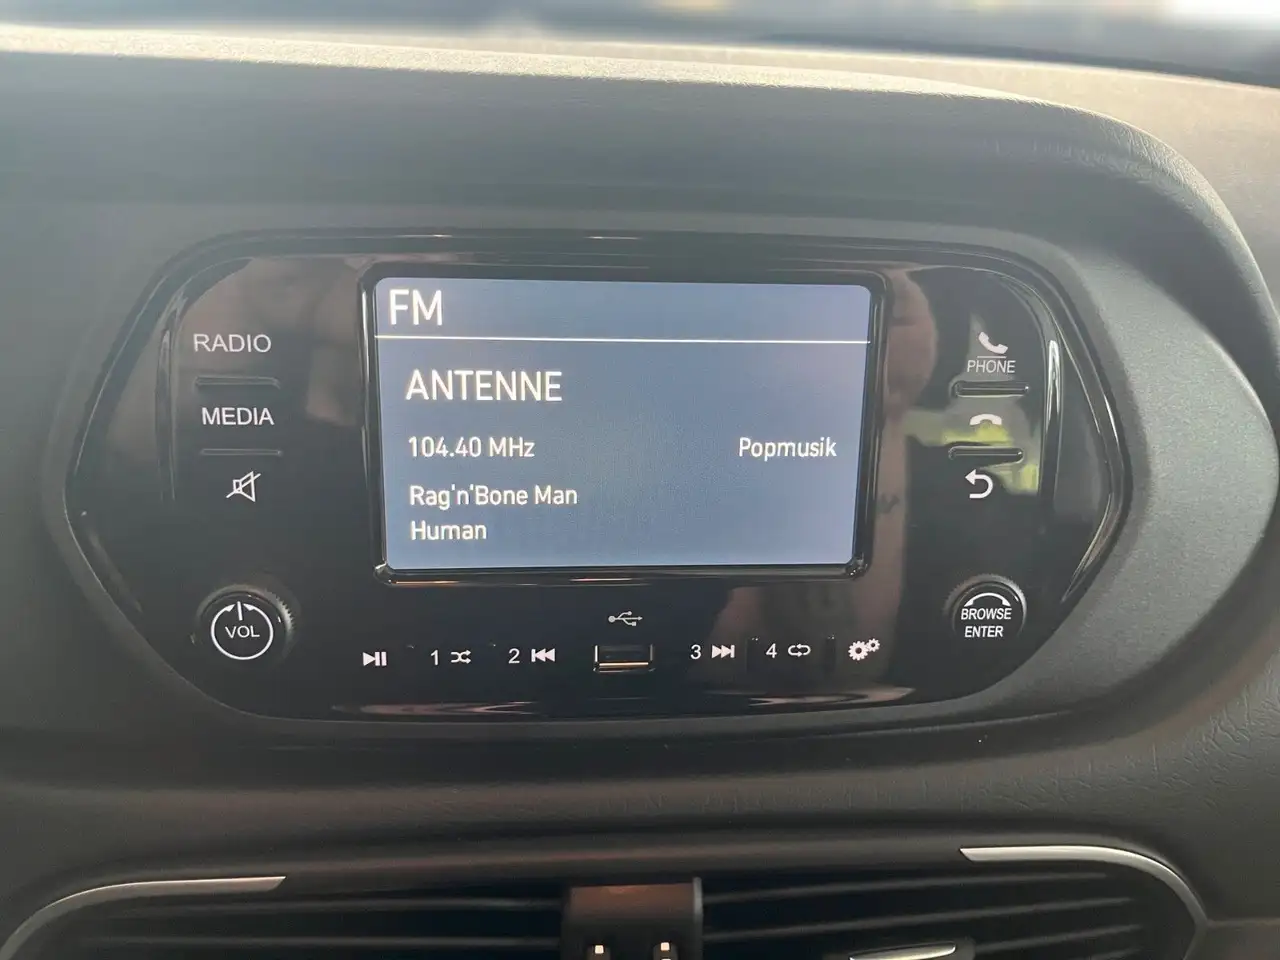 FM
ANTENNE
104.40 MHz Popmusik
Rag'n'Bone Man
Human
RADIO
MEDIA
VOL
1
2
3
4
PHONE
BROWSE
ENTER